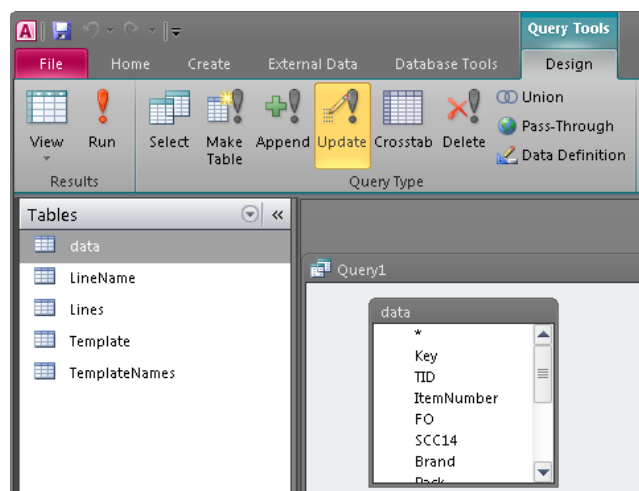 A
Query Tools
File Home Create External Data Database Tools Design
View Run Select Make Table Append Update Crosstab Delete
Union
Pass-Through
Data Definition
Results Query Type
Tables «
data
LineName
Lines
Template
TemplateNames
Query1
data
*
Key
TID
ItemNumber
FO
SCC14
Brand
Pack